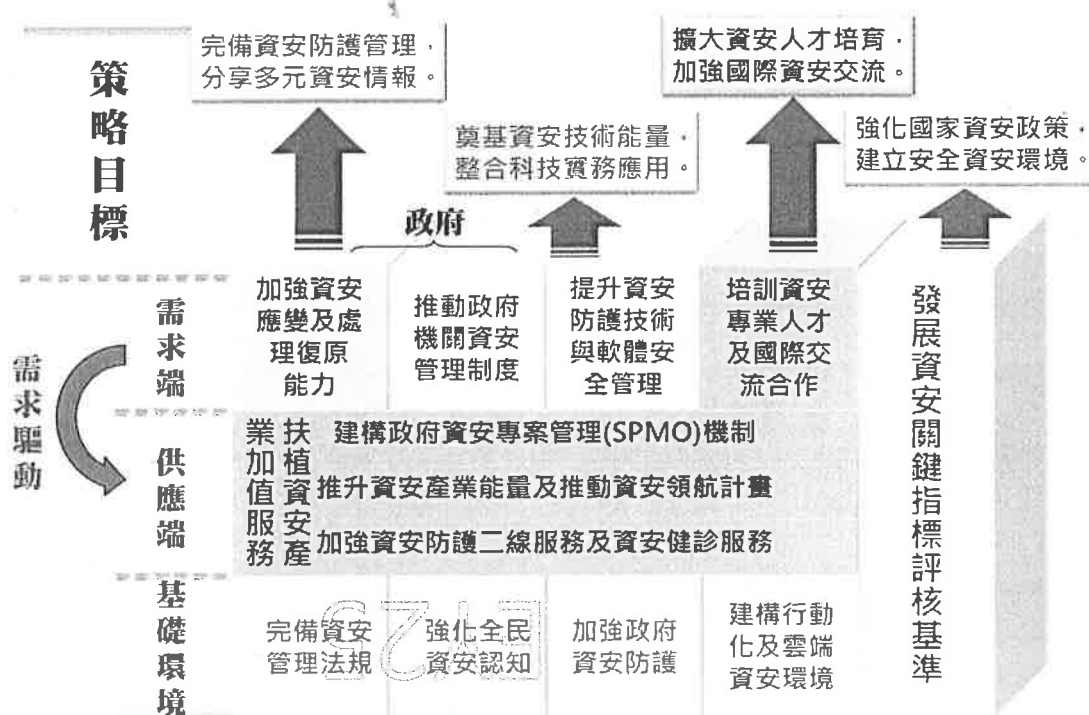 策略目標
完備資安防護管理，
分享多元資安情報。
奠基資安技術能量，
整合科技實務應用。
擴大資安人才培育，
加強國際資安交流。
強化國家資安政策，
建立安全資安環境。
政府
需求驅動
需求端
加強資安
應變及處
理復原
能力
推動政府
機關資安
管理制度
提升資安
防護技術
與軟體安
全管理
培訓資安
專業人才
及國際交
流合作
發展資安關鍵指標評核基準
供應端
扶植資安產
業加值服務
建構政府資安專案管理(SPMO)機制
推升資安產業能量及推動資安領航計畫
加強資安防護二線服務及資安健診服務
基礎環境
完備資安
管理法規
強化全民
資安認知
加強政府
資安防護
建構行動
化及雲端
資安環境